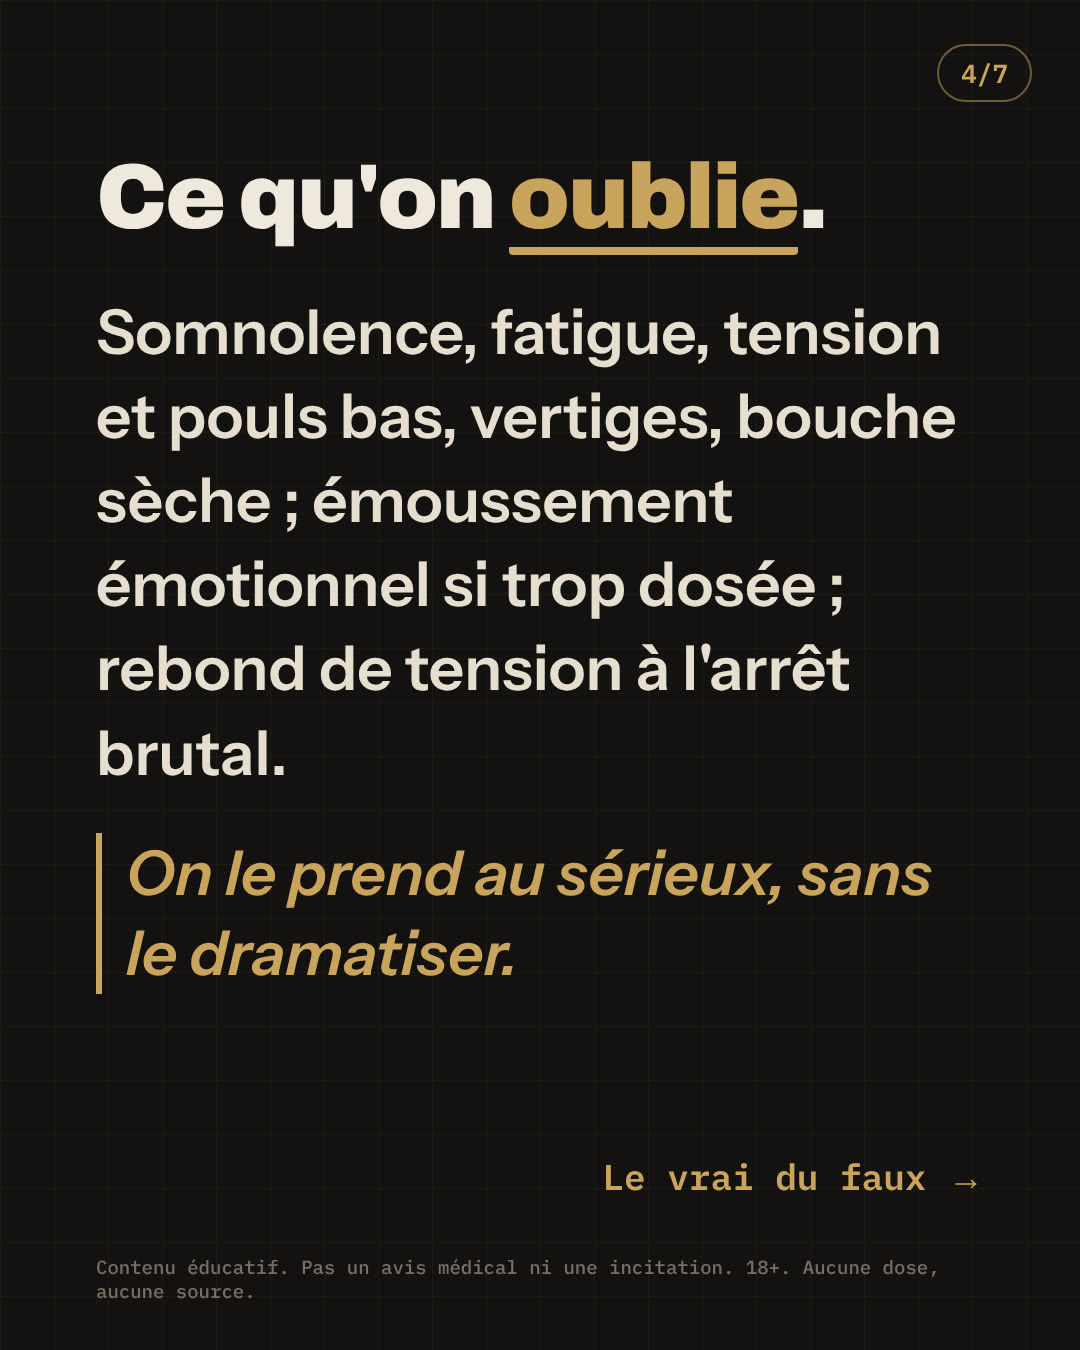 4/7
Ce qu'on oublie.
Somnolence, fatigue, tension
et pouls bas, vertiges, bouche
sèche ; émoussement
émotionnel si trop dosée ;
rebond de tension à l'arrêt
brutal.
On le prend au sérieux, sans
le dramatiser.
Le vrai du faux →
Contenu éducatif. Pas un avis médical ni une incitation. 18+. Aucune dose,
aucune source.